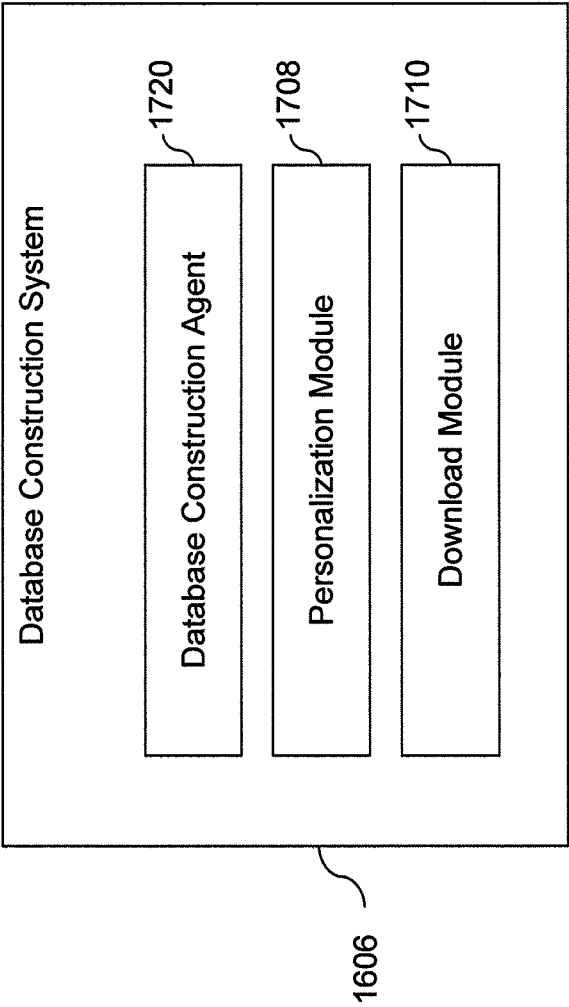 Database Construction System
Database Construction Agent
1720
Personalization Module
1708
Download Module
1710
1606